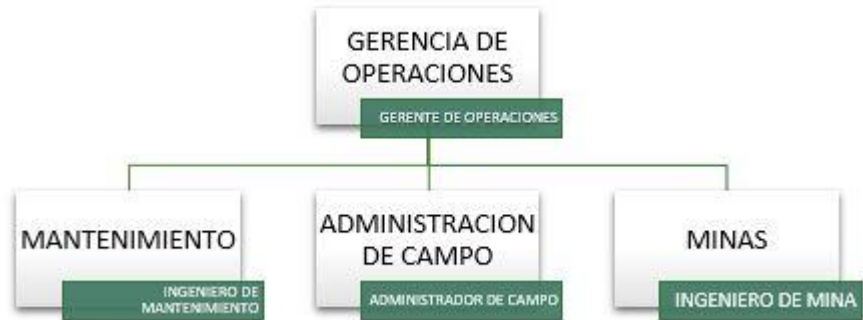 GERENCIA DE
OPERACIONES
GERENTE DE OPERACIONES
MANTENIMIENTO
INGENIERO DE
MANTENIMIENTO
ADMINISTRACION
DE CAMPO
ADMINISTRADOR DE CAMPO
MINAS
INGENIERO DE MINA